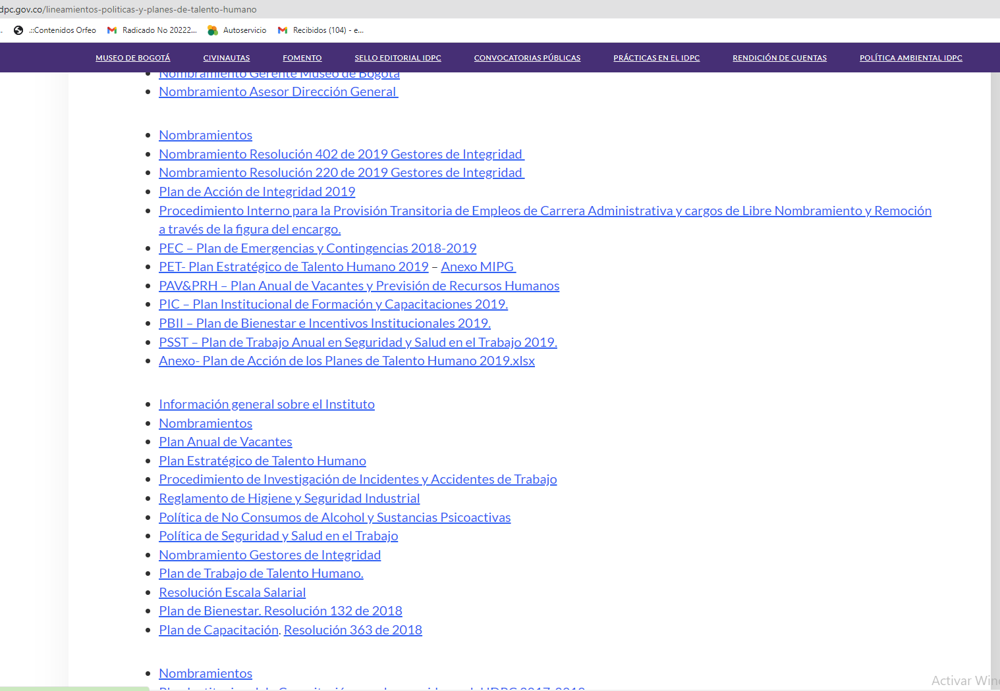 dpc.gov.co/lineamientos-politicas-y-planes-de-talento-humano
.::Contenidos Orfeo Radicado No 20222... Autoservicio Recibidos (104) - e...
MUSEO DE BOGOTÁ CIVINAUTAS FOMENTO SELLO EDITORIAL IDPC CONVOCATORIAS PÚBLICAS PRÁCTICAS EN EL IDPC RENDICIÓN DE CUENTAS POLÍTICA AMBIENTAL IDPC
Nombramiento Gerente Museo de Bogotá
Nombramiento Asesor Dirección General
Nombramientos
Nombramiento Resolución 402 de 2019 Gestores de Integridad
Nombramiento Resolución 220 de 2019 Gestores de Integridad
Plan de Acción de Integridad 2019
Procedimiento Interno para la Provisión Transitoria de Empleos de Carrera Administrativa y cargos de Libre Nombramiento y Remoción
a través de la figura del encargo.
PEC – Plan de Emergencias y Contingencias 2018-2019
PET- Plan Estratégico de Talento Humano 2019 – Anexo MIPG
PAV&PRH – Plan Anual de Vacantes y Previsión de Recursos Humanos
PIC – Plan Institucional de Formación y Capacitaciones 2019.
PBII – Plan de Bienestar e Incentivos Institucionales 2019.
PSST – Plan de Trabajo Anual en Seguridad y Salud en el Trabajo 2019.
Anexo- Plan de Acción de los Planes de Talento Humano 2019.xlsx
Información general sobre el Instituto
Nombramientos
Plan Anual de Vacantes
Plan Estratégico de Talento Humano
Procedimiento de Investigación de Incidentes y Accidentes de Trabajo
Reglamento de Higiene y Seguridad Industrial
Política de No Consumos de Alcohol y Sustancias Psicoactivas
Política de Seguridad y Salud en el Trabajo
Nombramiento Gestores de Integridad
Plan de Trabajo de Talento Humano.
Resolución Escala Salarial
Plan de Bienestar. Resolución 132 de 2018
Plan de Capacitación. Resolución 363 de 2018
Nombramientos
Activar Win